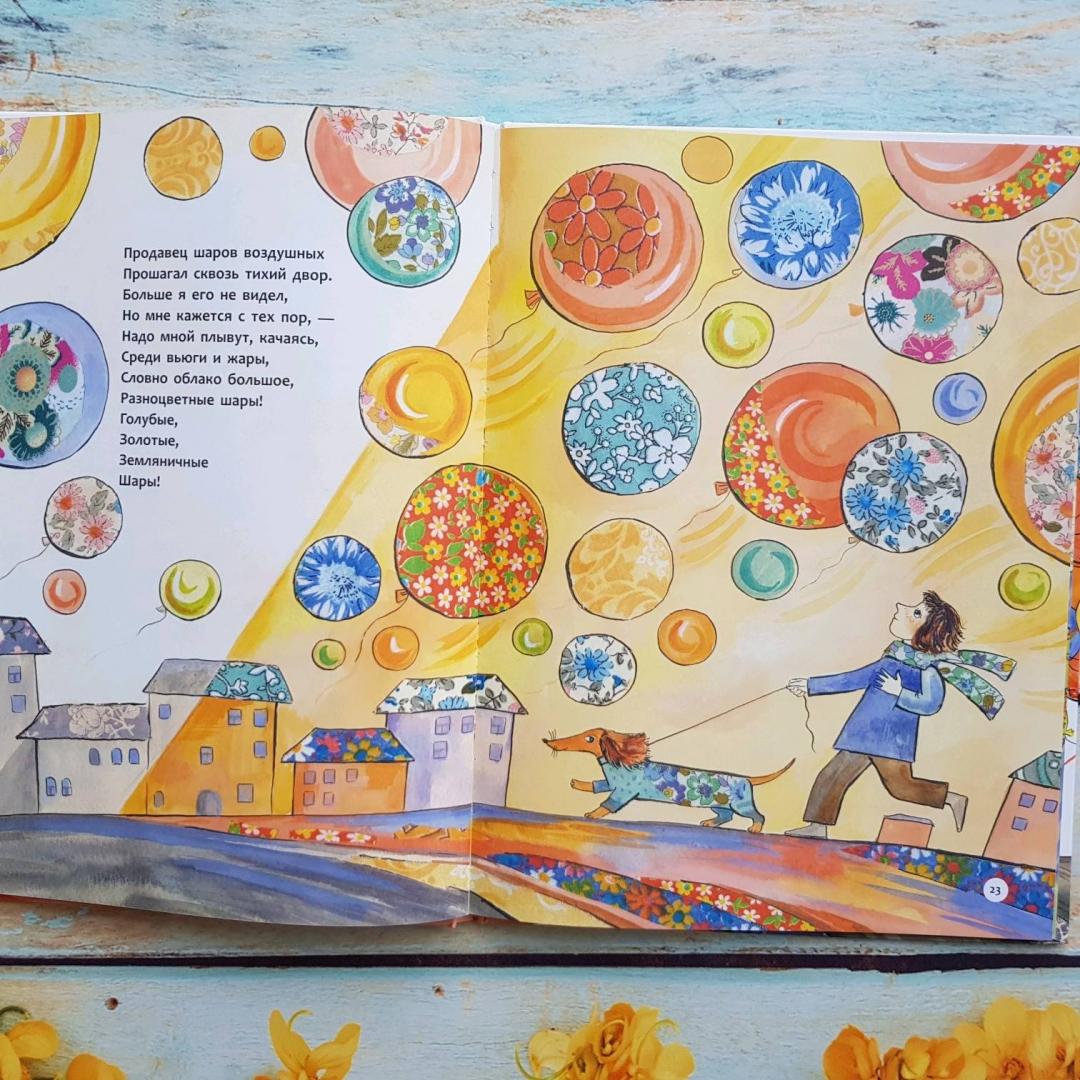 Продавец шаров воздушных
Прошагал сквозь тихий двор.
Больше я его не видел,
Но мне кажется с тех пор, —
Надо мной плывут, качаясь,
Среди вьюги и жары,
Словно облако большое,
Разноцветные шары!
Голубые,
Золотые,
Земляничные
Шары!
23